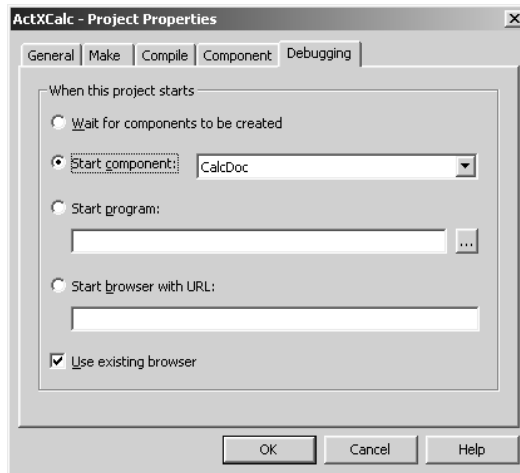 ActXCalc - Project Properties
General Make Compile Component Debugging
When this project starts
Wait for components to be created
Start component: CalcDoc
Start program:
...
Start browser with URL:
Use existing browser
OK Cancel Help